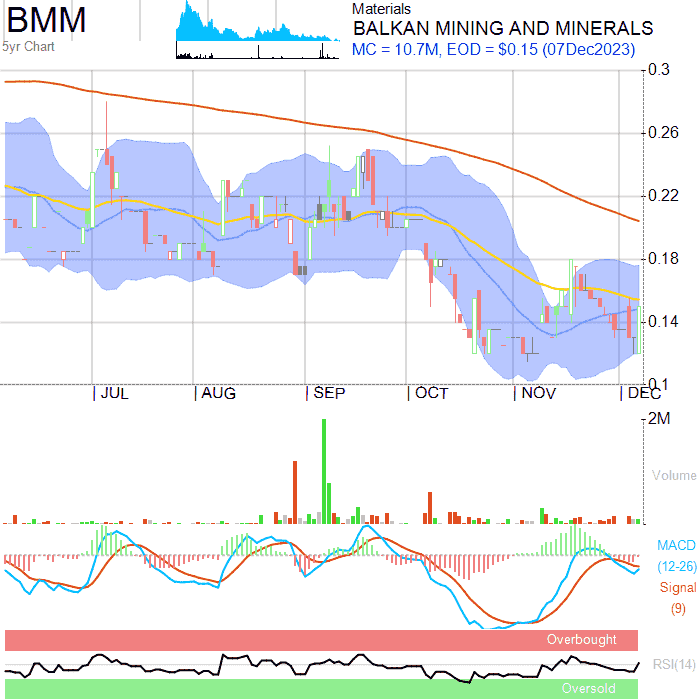 BMM
5yr Chart
Materials
BALKAN MINING AND MINERALS
MC = 10.7M, EOD = $0.15 (07Dec2023)
0.3
0.26
0.22
0.18
0.14
0.1
JUL AUG SEP OCT NOV DEC
2M
Volume
MACD
(12-26)
Signal
(9)
Overbought
RSI(14)
Oversold